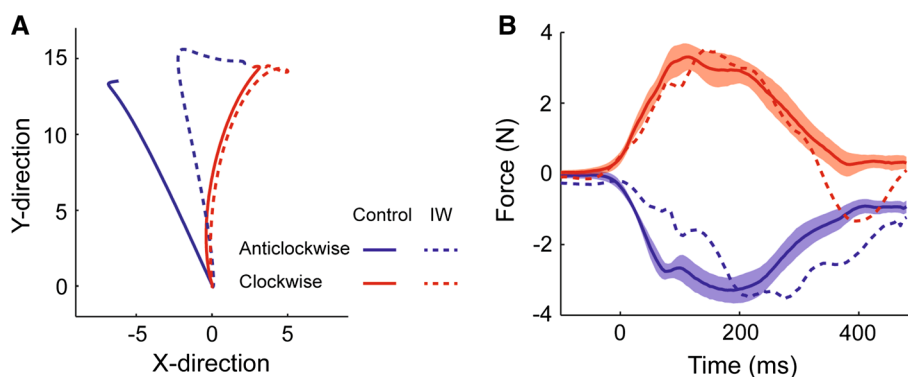 A
15
10
5
0
Y-direction
-5
0
5
X-direction
Control IW
Anticlockwise
Clockwise
B
4
2
0
-2
-4
Force (N)
0
200
400
Time (ms)